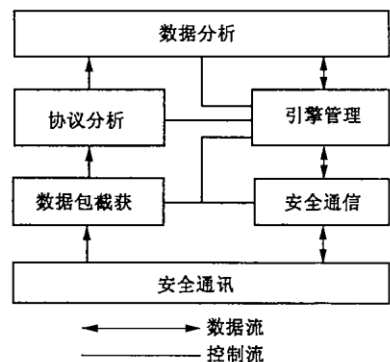 数据分析
协议分析
引擎管理
数据包截获
安全通信
安全通讯
数据流
控制流